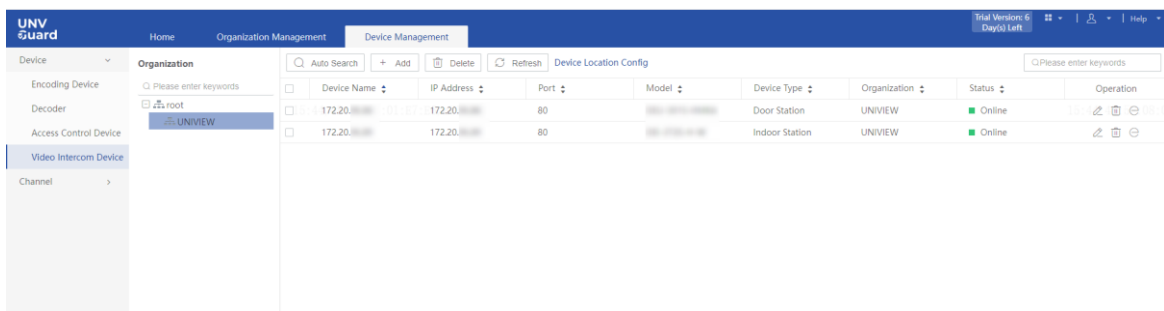 UNV Guard
Home Organization Management Device Management
Trial Version: 6 Day(s) Left
Help
Device
Encoding Device
Decoder
Access Control Device
Video Intercom Device
Channel
Organization
Please enter keywords
root
UNIVIEW
Auto Search + Add Delete Refresh Device Location Config
Please enter keywords
Device Name IP Address Port Model Device Type Organization Status Operation
172.20. 172.20. 80 Door Station UNIVIEW Online
172.20. 172.20. 80 Indoor Station UNIVIEW Online